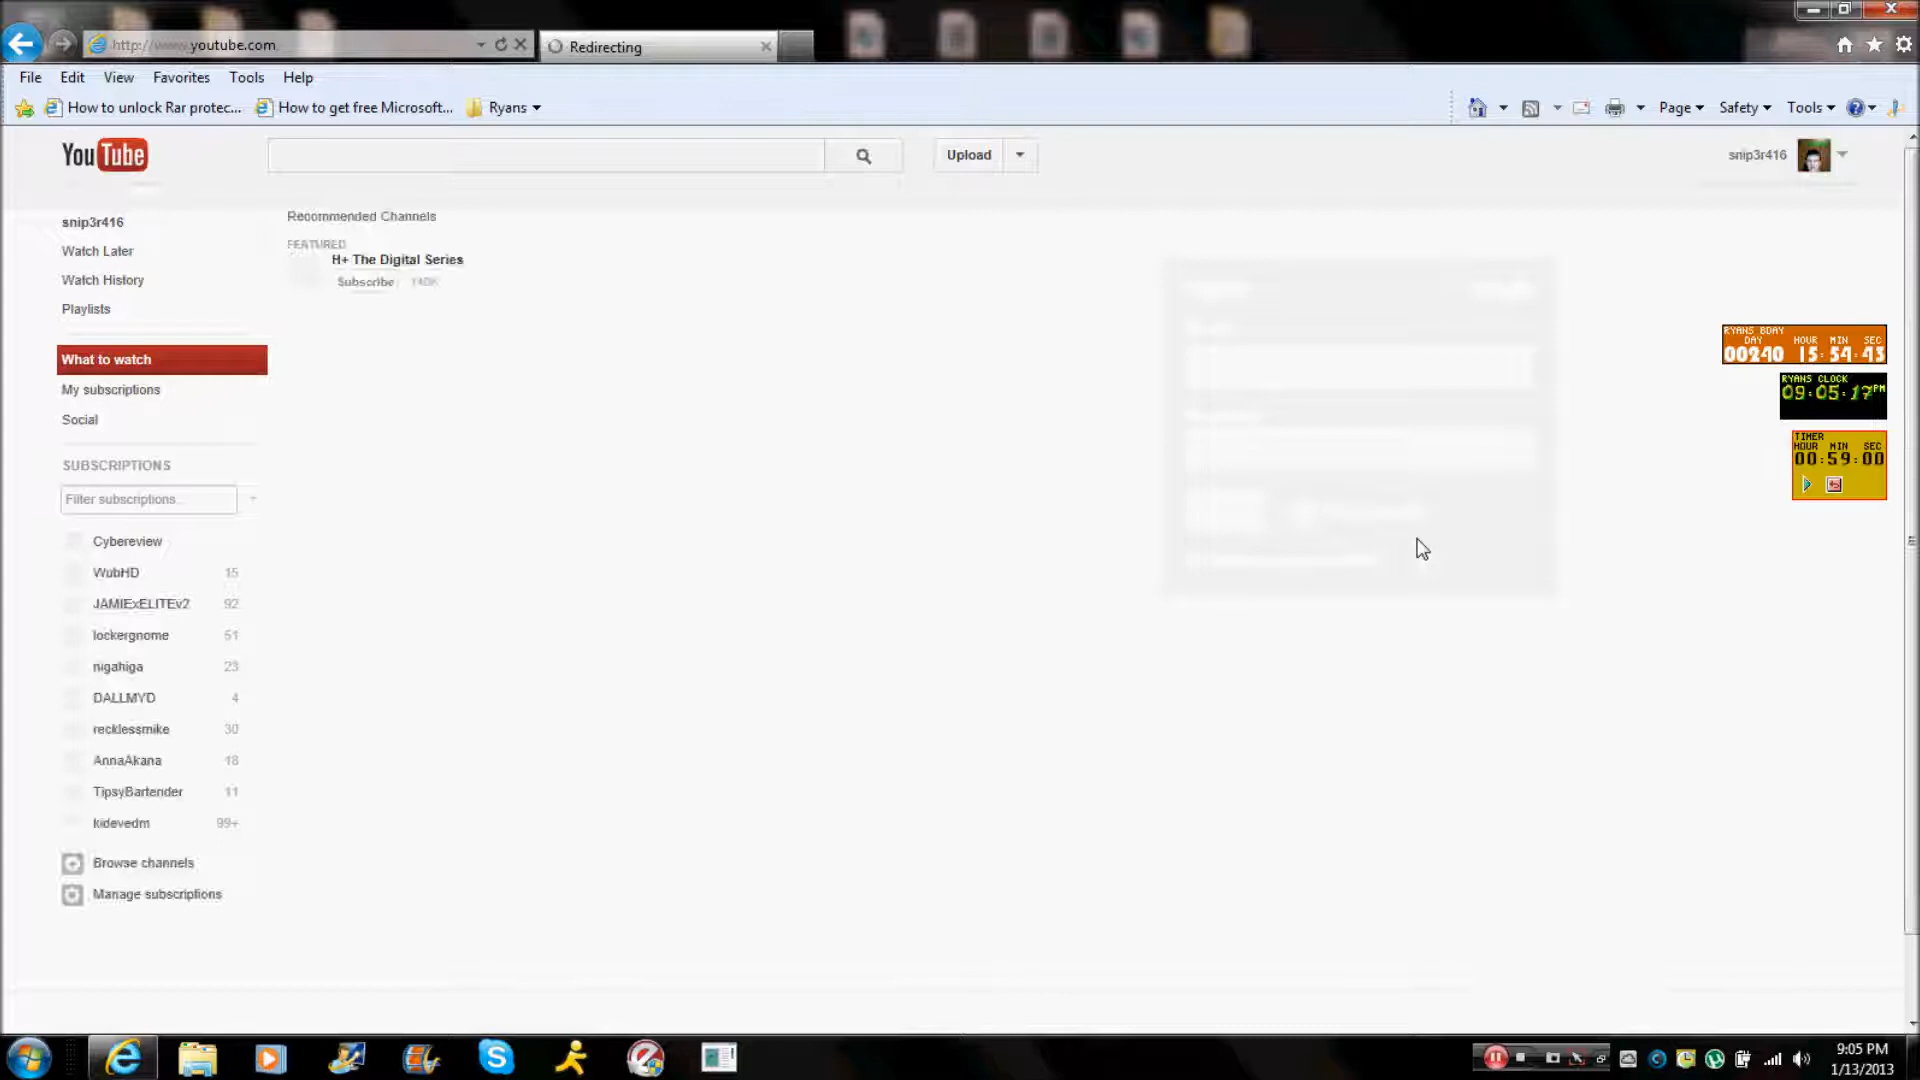 http://www.youtube.com
Redirecting
File Edit View Favorites Tools Help
How to unlock Rar protec... How to get free Microsoft... Ryans
Page Safety Tools
YouTube
Upload
snip3r416
snip3r416
Watch Later
Watch History
Playlists
What to watch
My subscriptions
Social
SUBSCRIPTIONS
Filter subscriptions...
Cybereview
WubHD 15
JAMIExELITEv2 92
lockergnome 51
nigahiga 23
DALLMYD 4
recklessmike 30
AnnaAkana 18
TipsyBartender 11
kidevedm 99+
Browse channels
Manage subscriptions
Recommended Channels
FEATURED
H+ The Digital Series
Subscribe 140K
RYANS BDAY
DAY HOUR MIN SEC
00240 15:54:43
RYANS CLOCK
09:05:17 PM
TIMER
HOUR MIN SEC
00:59:00
9:05 PM
1/13/2013